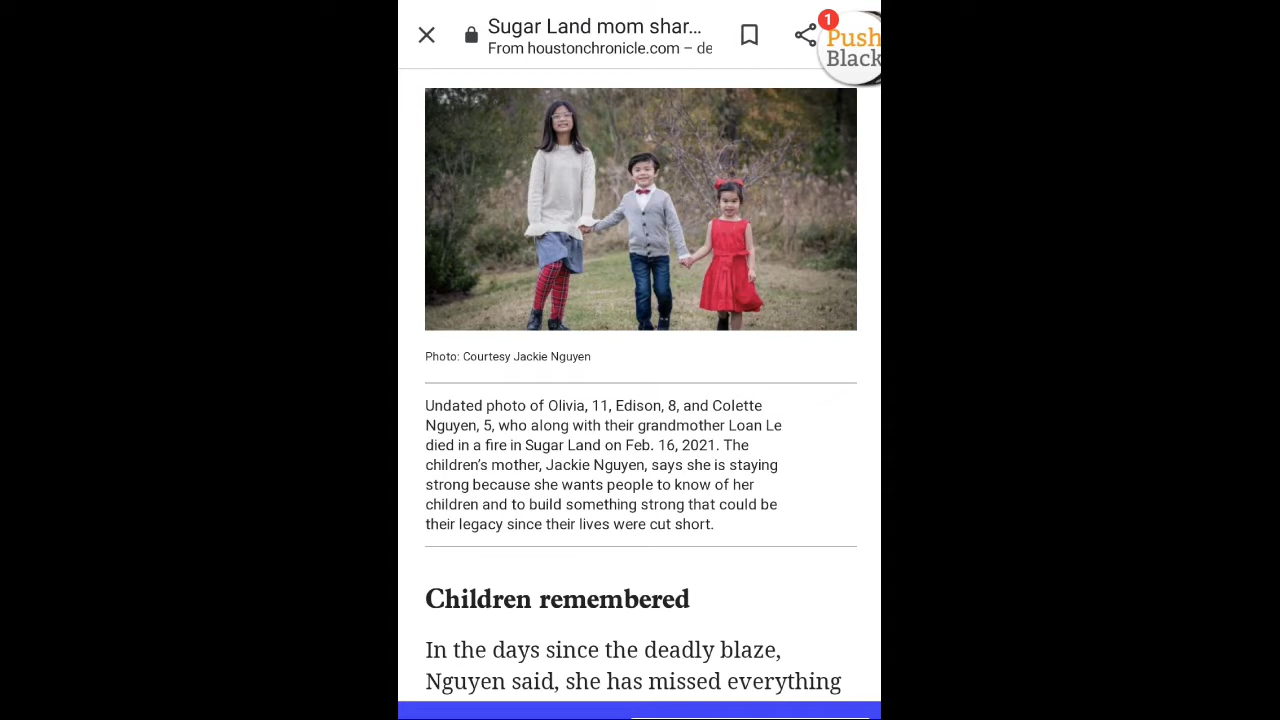 Sugar Land mom shar...
From houstonchronicle.com – de
1
Push
Black
Photo: Courtesy Jackie Nguyen
Undated photo of Olivia, 11, Edison, 8, and Colette
Nguyen, 5, who along with their grandmother Loan Le
died in a fire in Sugar Land on Feb. 16, 2021. The
children's mother, Jackie Nguyen, says she is staying
strong because she wants people to know of her
children and to build something strong that could be
their legacy since their lives were cut short.
Children remembered
In the days since the deadly blaze,
Nguyen said, she has missed everything